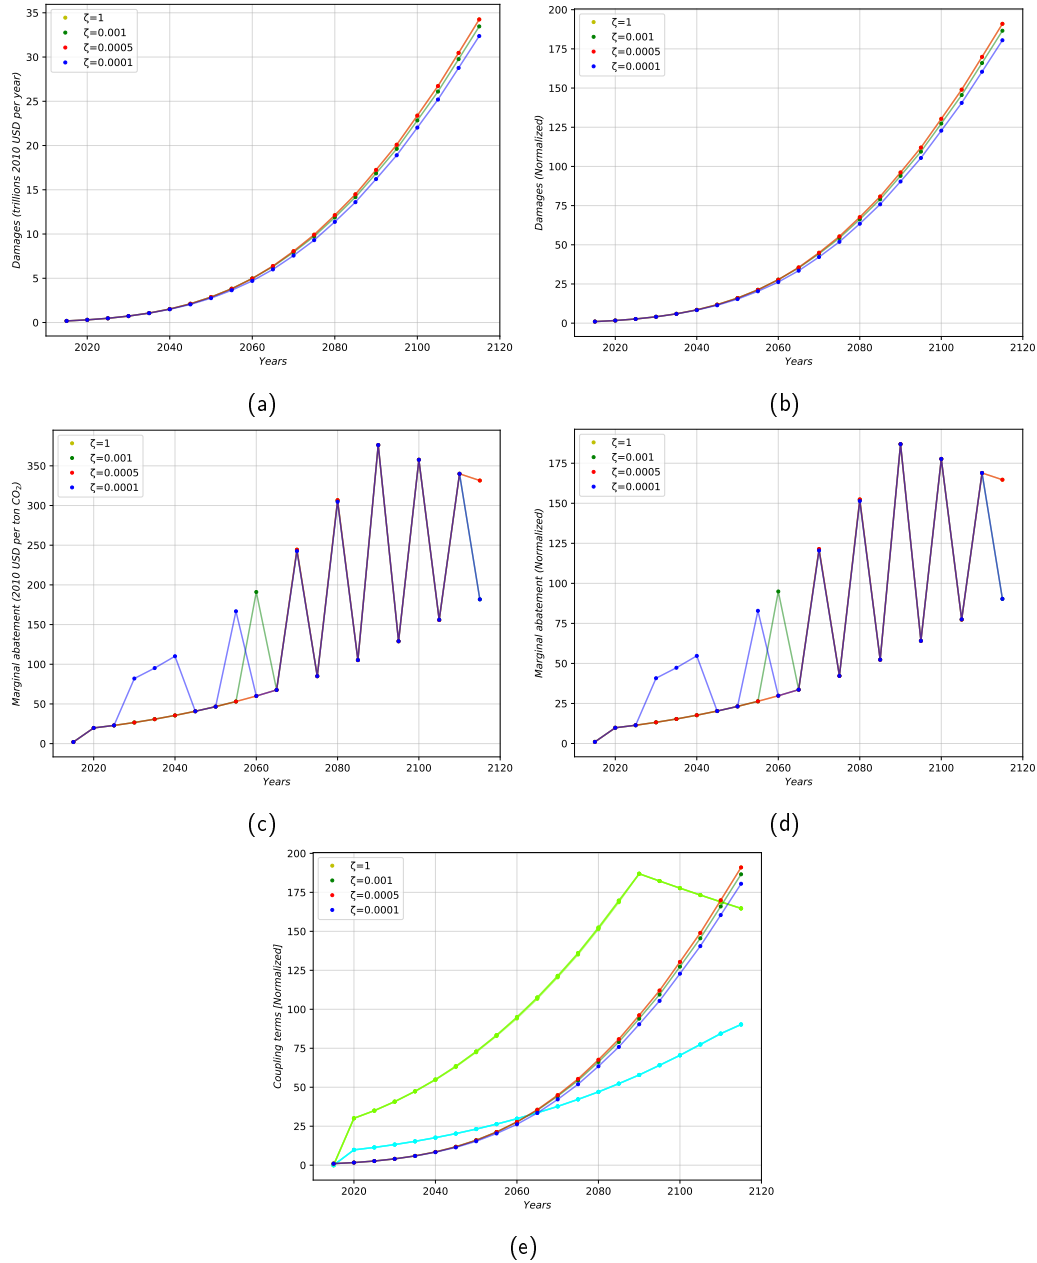 35
30
25
20
15
10
5
0
Damages (trillions 2010 USD per year)
ζ=1
ζ=0.001
ζ=0.0005
ζ=0.0001
2020 2040 2060 2080 2100 2120
Years
(a)
200
175
150
125
100
75
50
25
0
Damages (Normalized)
ζ=1
ζ=0.001
ζ=0.0005
ζ=0.0001
2020 2040 2060 2080 2100 2120
Years
(b)
350
300
250
200
150
100
50
0
Marginal abatement (2010 USD per ton CO₂)
ζ=1
ζ=0.001
ζ=0.0005
ζ=0.0001
2020 2040 2060 2080 2100 2120
Years
(c)
175
150
125
100
75
50
25
0
Marginal abatement (Normalized)
ζ=1
ζ=0.001
ζ=0.0005
ζ=0.0001
2020 2040 2060 2080 2100 2120
Years
(d)
200
175
150
125
100
75
50
25
0
Coupling terms [Normalized]
ζ=1
ζ=0.001
ζ=0.0005
ζ=0.0001
2020 2040 2060 2080 2100 2120
Years
(e)